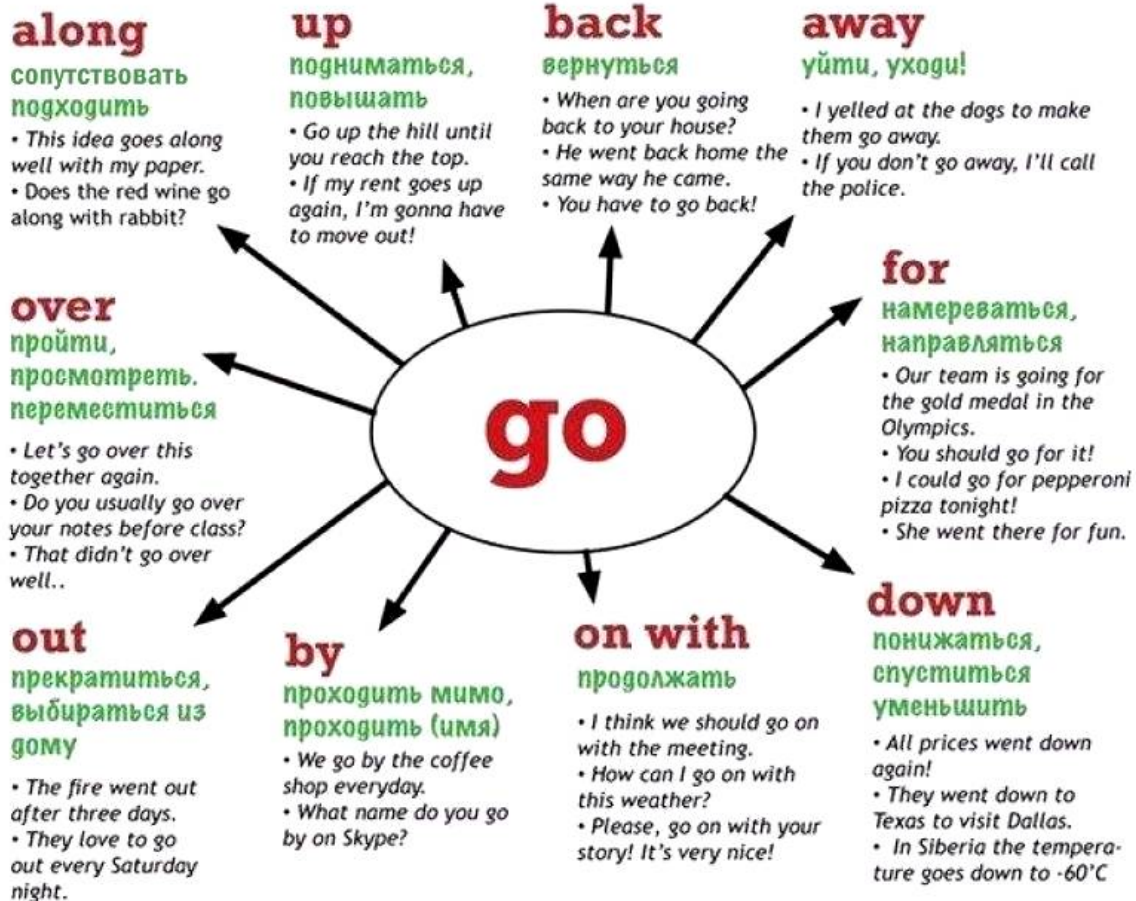 along
сопутствовать
подходить
• This idea goes along
well with my paper.
• Does the red wine go
along with rabbit?
up
подниматься,
повышать
• Go up the hill until
you reach the top.
• If my rent goes up
again, I'm gonna have
to move out!
back
вернуться
• When are you going
back to your house?
• He went back home the
same way he came.
• You have to go back!
away
уйти, уходи!
• I yelled at the dogs to make
them go away.
• If you don't go away, I'll call
the police.
over
пройти,
просмотреть.
переместиться
• Let's go over this
together again.
• Do you usually go over
your notes before class?
• That didn't go over
well..
go
for
намереваться,
направляться
• Our team is going for
the gold medal in the
Olympics.
• You should go for it!
• I could go for pepperoni
pizza tonight!
• She went there for fun.
out
прекратиться,
выбираться из
дому
• The fire went out
after three days.
• They love to go
out every Saturday
night.
by
проходить мимо,
проходить (имя)
• We go by the coffee
shop everyday.
• What name do you go
by on Skype?
on with
продолжать
• I think we should go on
with the meeting.
• How can I go on with
this weather?
• Please, go on with your
story! It's very nice!
down
понижаться,
спуститься
уменьшить
• All prices went down
again!
• They went down to
Texas to visit Dallas.
• In Siberia the tempera-
ture goes down to -60'C